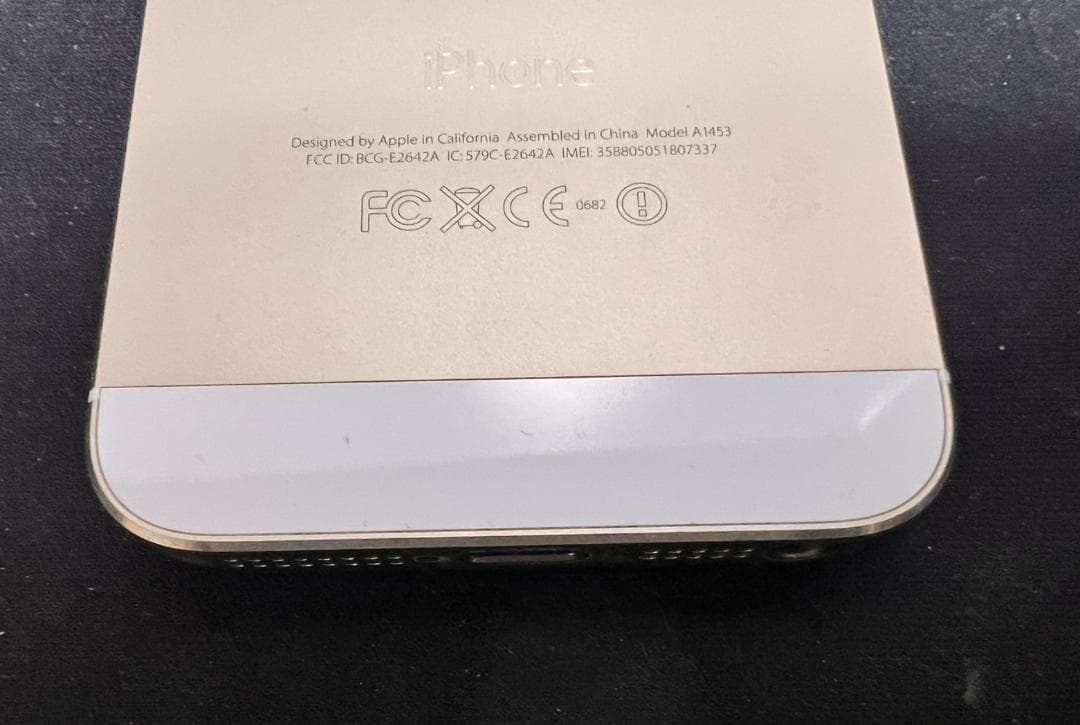 iPhone
Designed by Apple in California Assembled in China Model A1453
FCC ID: BCG-E2642A IC: 579C-E2642A IMEI: 358805051807337
FC CE 0682